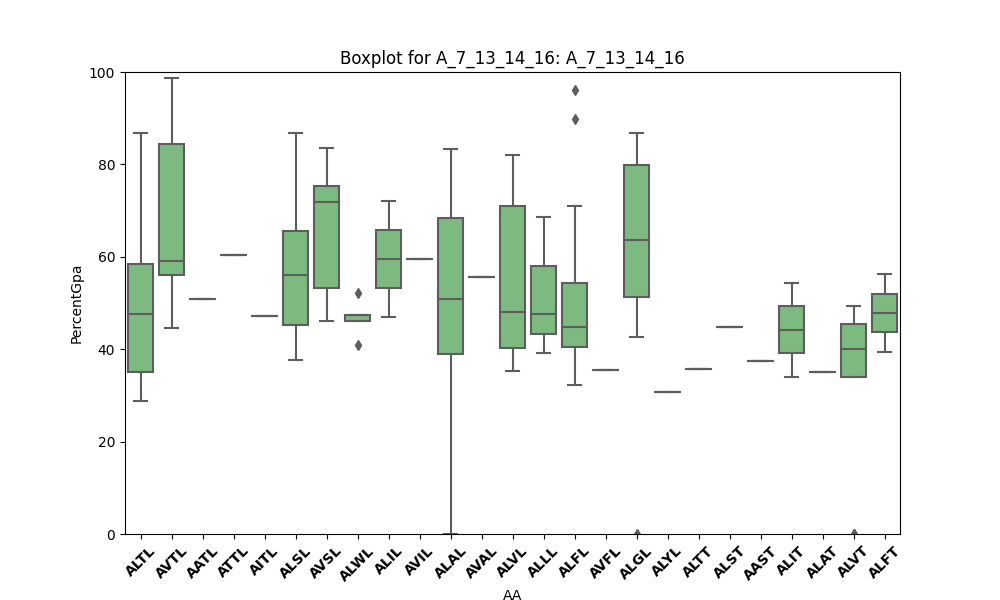 Boxplot for A_7_13_14_16: A_7_13_14_16
100
80
60
40
20
0
PercentGpa
ALTL AVTL AATL ATTL AITL ALSL AVSL ALWL ALIL AVIL ALAL AVAL ALVL ALLL ALFL AVFL ALGL ALYL ALTT ALST AAST ALIT ALAT ALVT ALFT
AA